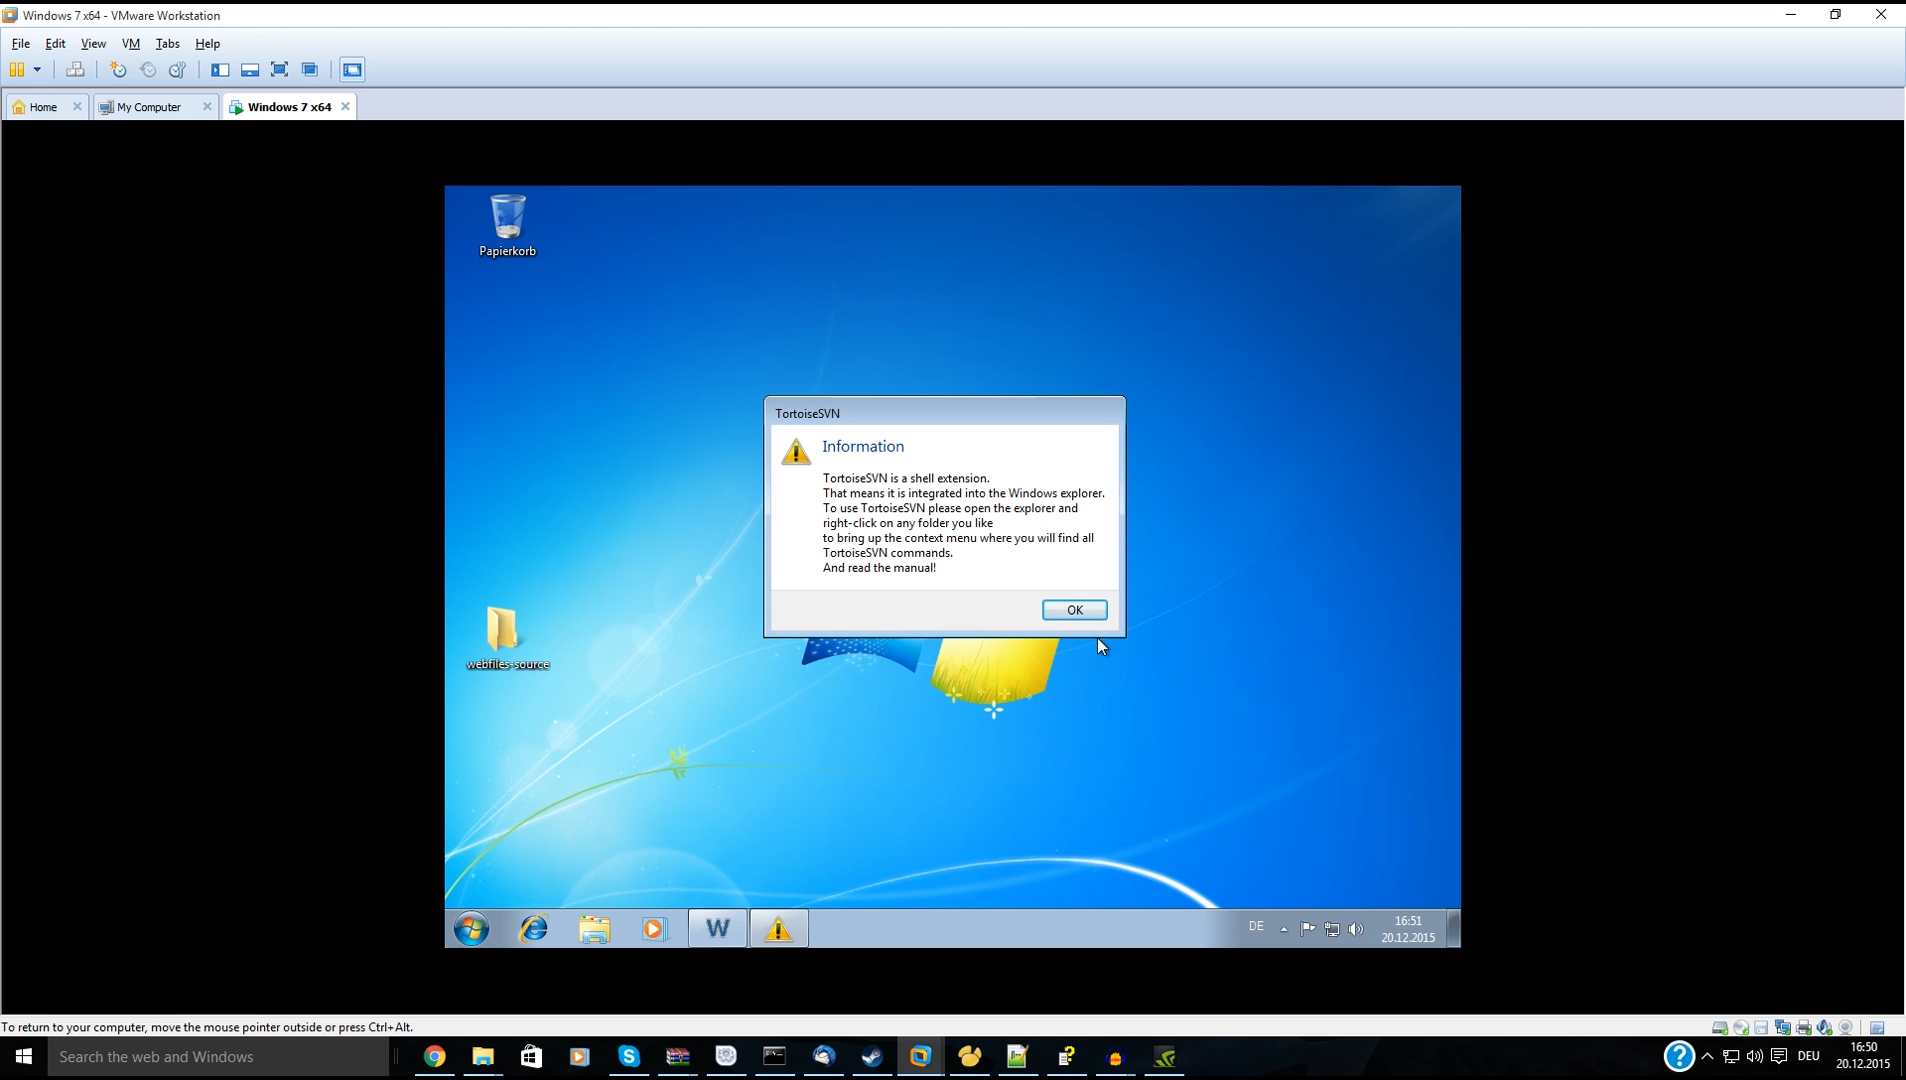 Windows 7 x64 - VMware Workstation
File Edit View VM Tabs Help
Home My Computer Windows 7 x64
Papierkorb
TortoiseSVN
Information
TortoiseSVN is a shell extension.
That means it is integrated into the Windows explorer.
To use TortoiseSVN please open the explorer and
right-click on any folder you like
to bring up the context menu where you will find all
TortoiseSVN commands.
And read the manual!
OK
webfiles-source
W
DE
16:51
20.12.2015
To return to your computer, move the mouse pointer outside or press Ctrl+Alt.
Search the web and Windows
DEU
16:50
20.12.2015